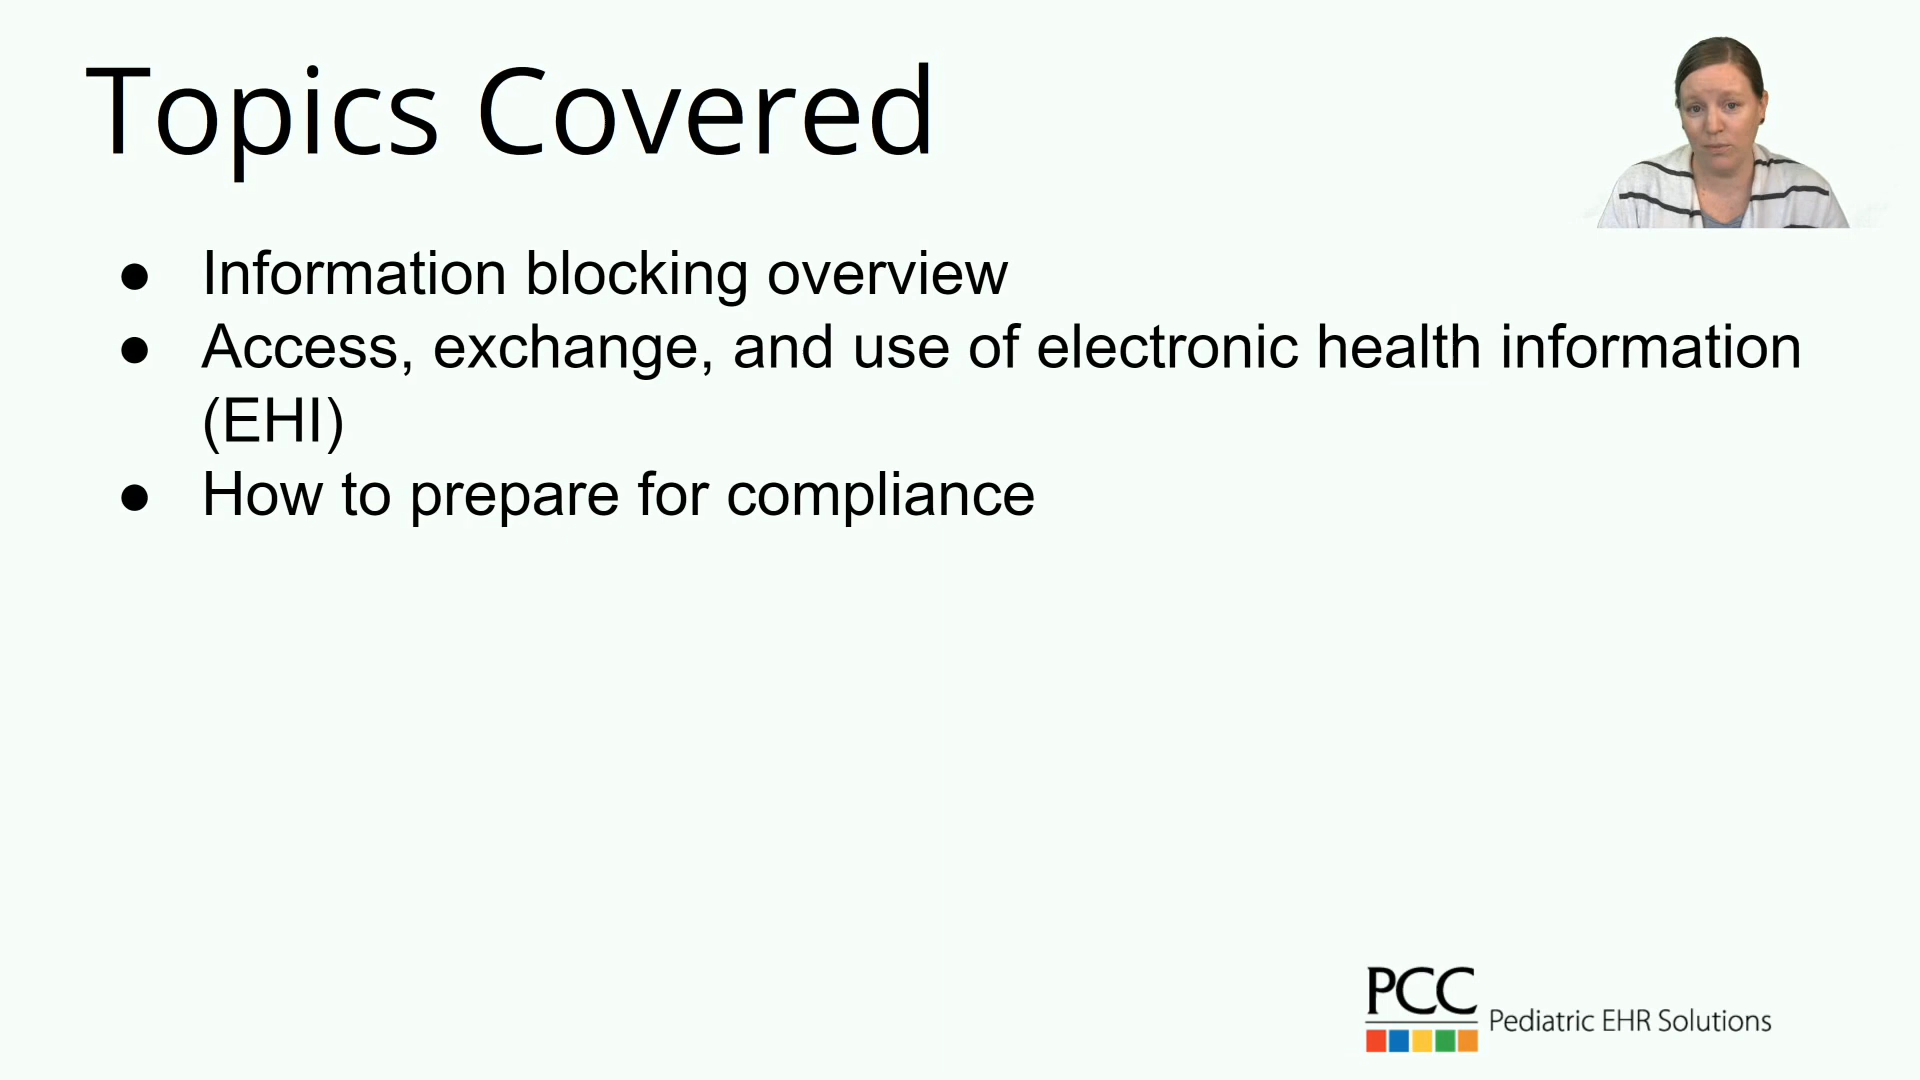 Topics Covered
● Information blocking overview
● Access, exchange, and use of electronic health information
(EHI)
● How to prepare for compliance
PCC
Pediatric EHR Solutions